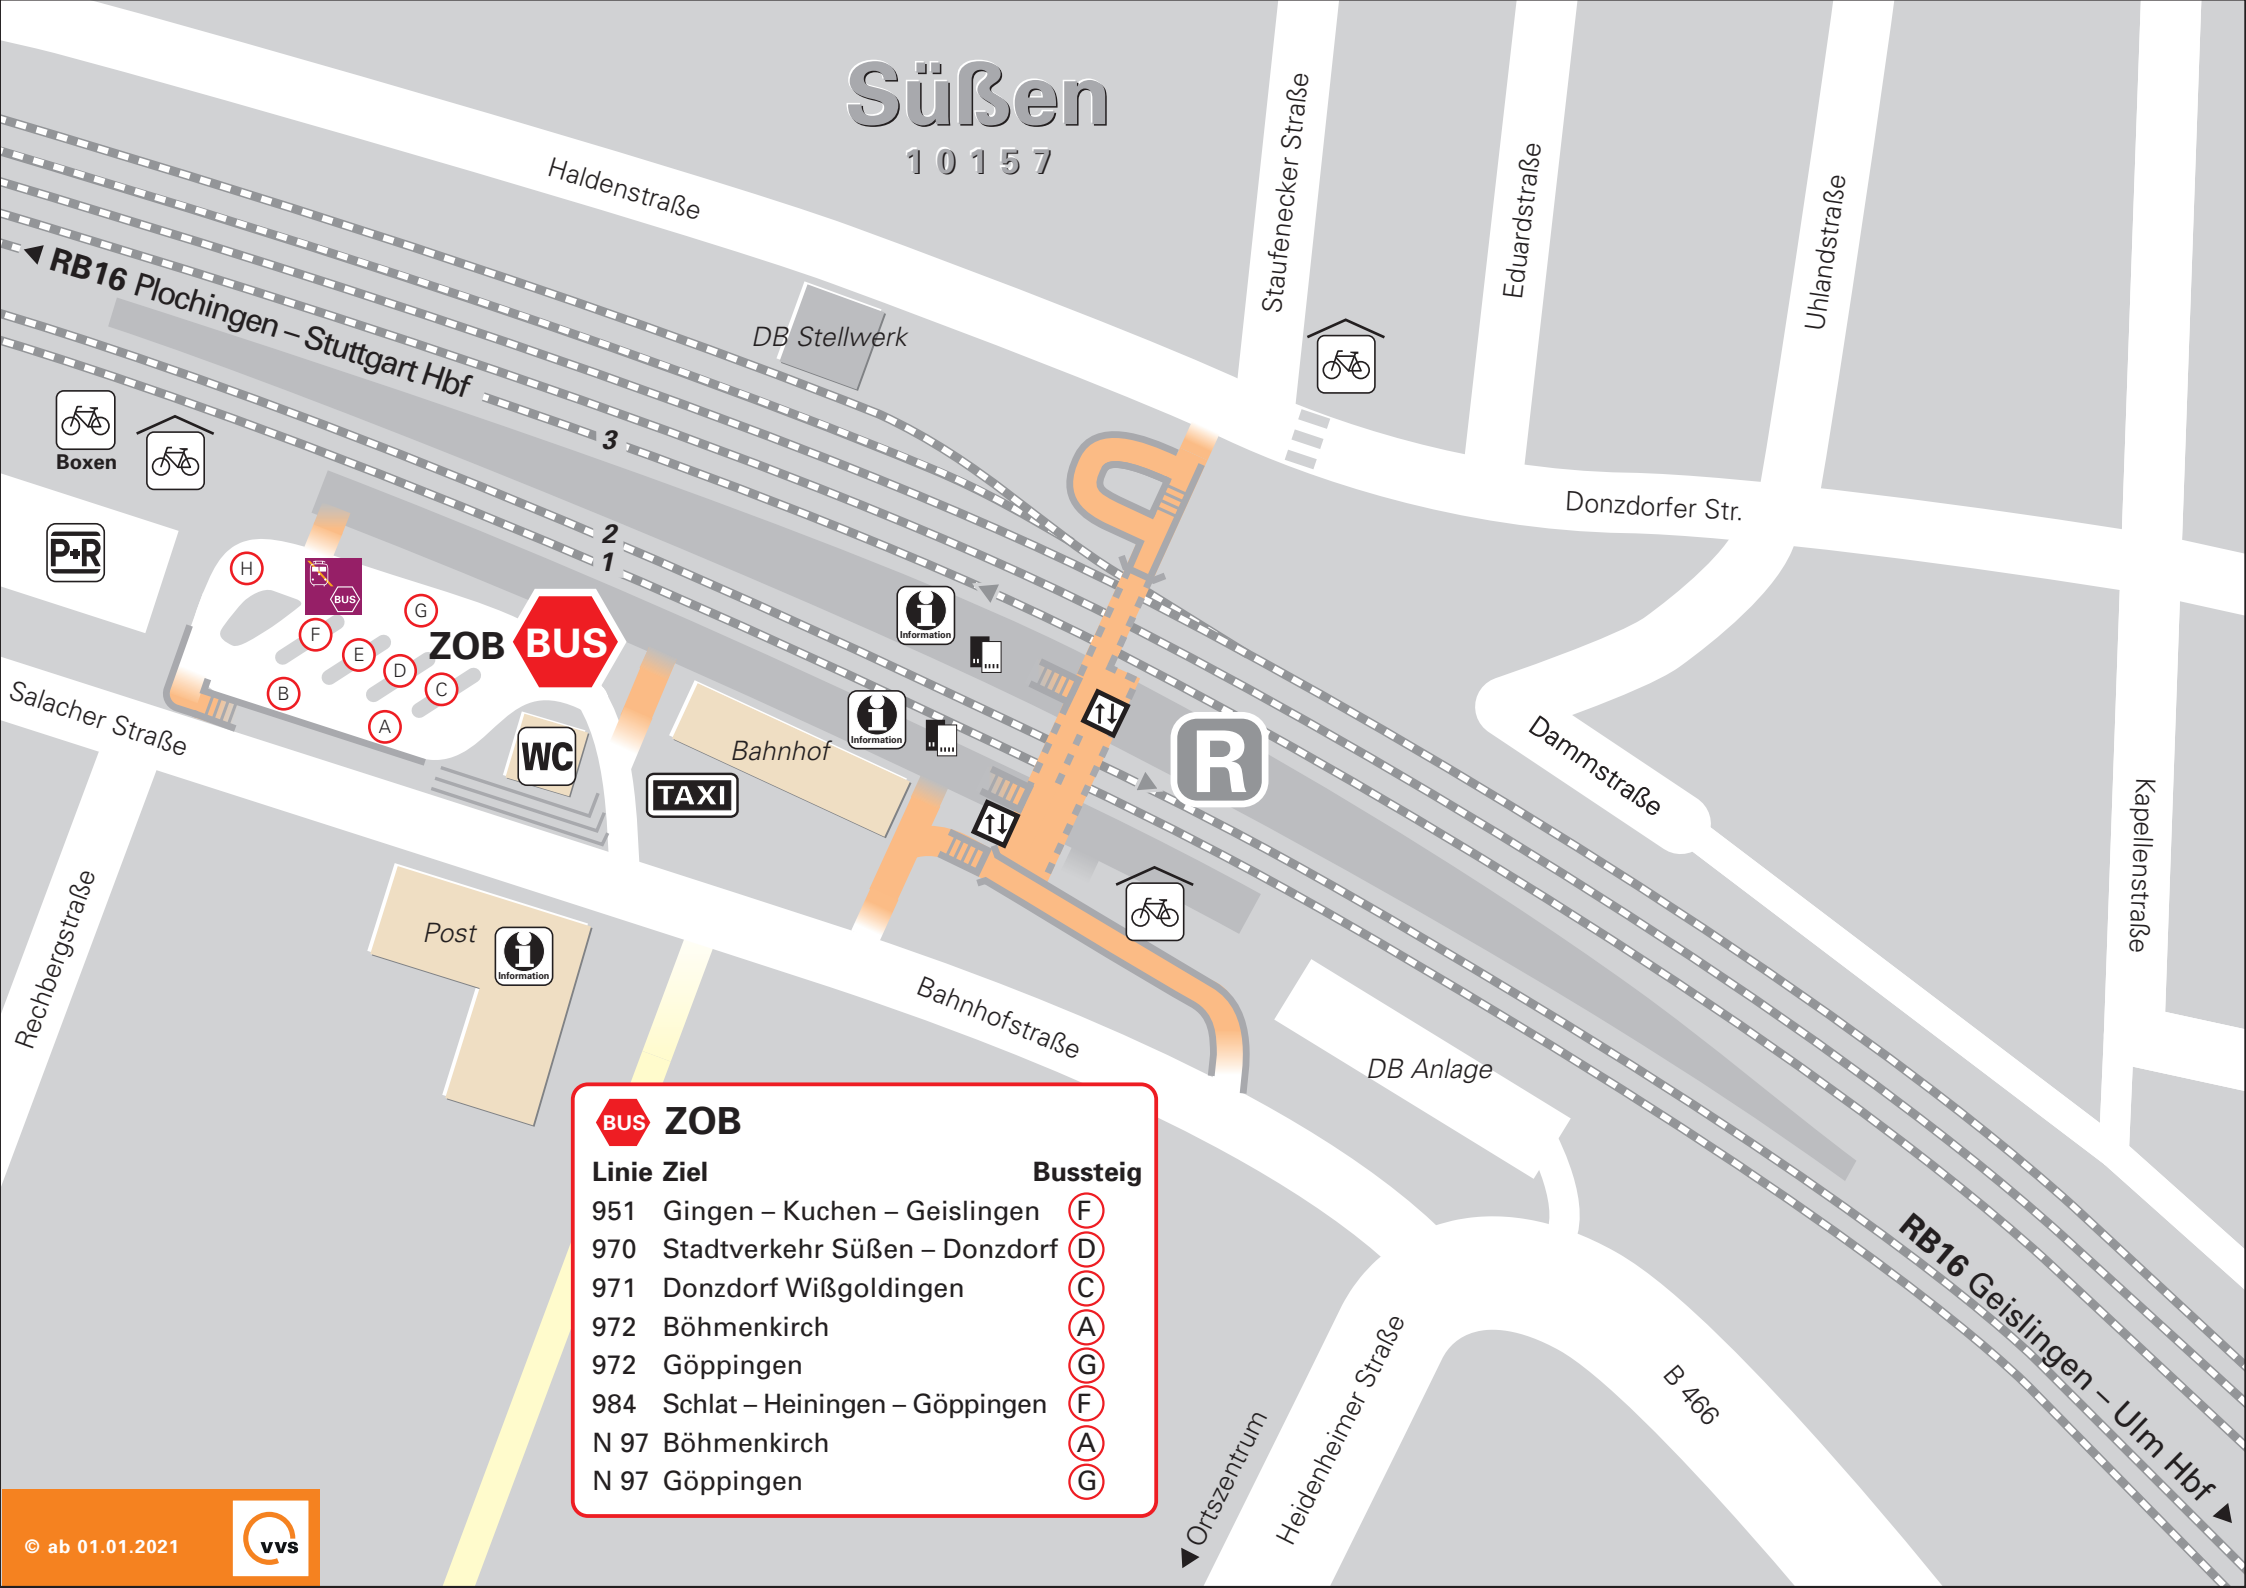 Süßen
10157
Haldenstraße
Staufenecker Straße
Eduardstraße
Uhlandstraße
RB16 Plochingen – Stuttgart Hbf
DB Stellwerk
3
2
1
Boxen
P+R
Donzdorfer Str.
H
BUS
G
F
E
D
C
B
A
ZOB
BUS
Information
Information
Salacher Straße
WC
Bahnhof
TAXI
R
Dammstraße
Kapellenstraße
Rechbergstraße
Post
Information
Bahnhofstraße
DB Anlage
BUS ZOB
Linie Ziel Bussteig
951 Gingen – Kuchen – Geislingen F
970 Stadtverkehr Süßen – Donzdorf D
971 Donzdorf Wißgoldingen C
972 Böhmenkirch A
972 Göppingen G
984 Schlat – Heiningen – Göppingen F
N 97 Böhmenkirch A
N 97 Göppingen G
RB16 Geislingen – Ulm Hbf
B 466
Heidenheimer Straße
Ortszentrum
© ab 01.01.2021
vvs